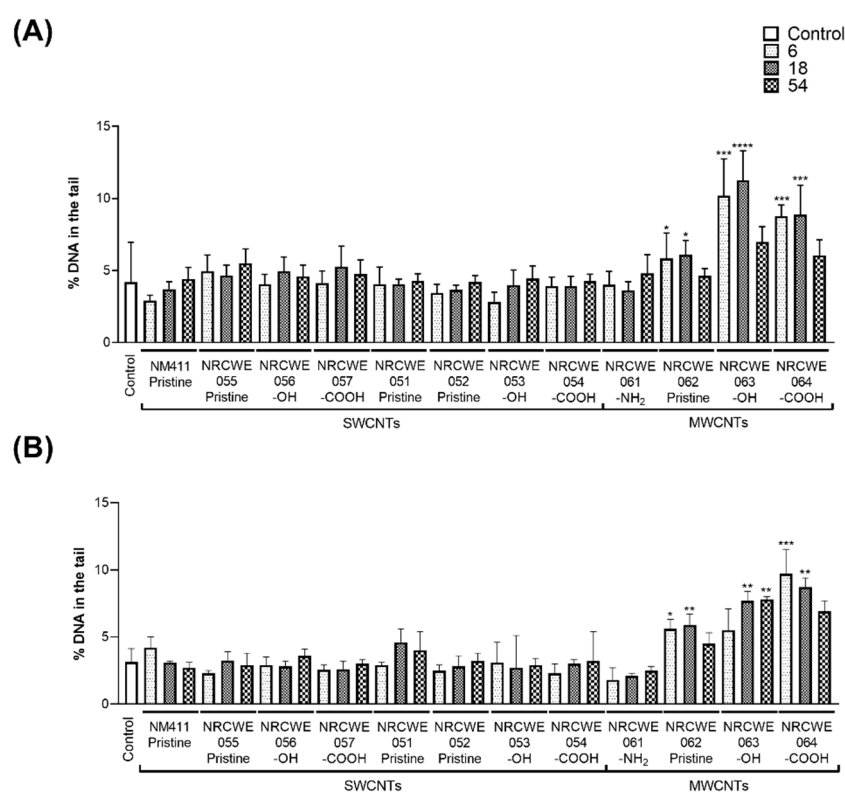 (A)
Control
6
18
54
15
10
5
0
% DNA in the tail
*
*
***
****
***
***
Control
NM411
Pristine
NRCWE
055
Pristine
NRCWE
056
-OH
NRCWE
057
-COOH
NRCWE
051
Pristine
NRCWE
052
Pristine
NRCWE
053
-OH
NRCWE
054
-COOH
NRCWE
061
-NH₂
NRCWE
062
Pristine
NRCWE
063
-OH
NRCWE
064
-COOH
SWCNTs
MWCNTs
(B)
15
10
5
0
% DNA in the tail
*
**
**
**
***
**
Control
NM411
Pristine
NRCWE
055
Pristine
NRCWE
056
-OH
NRCWE
057
-COOH
NRCWE
051
Pristine
NRCWE
052
Pristine
NRCWE
053
-OH
NRCWE
054
-COOH
NRCWE
061
-NH₂
NRCWE
062
Pristine
NRCWE
063
-OH
NRCWE
064
-COOH
SWCNTs
MWCNTs